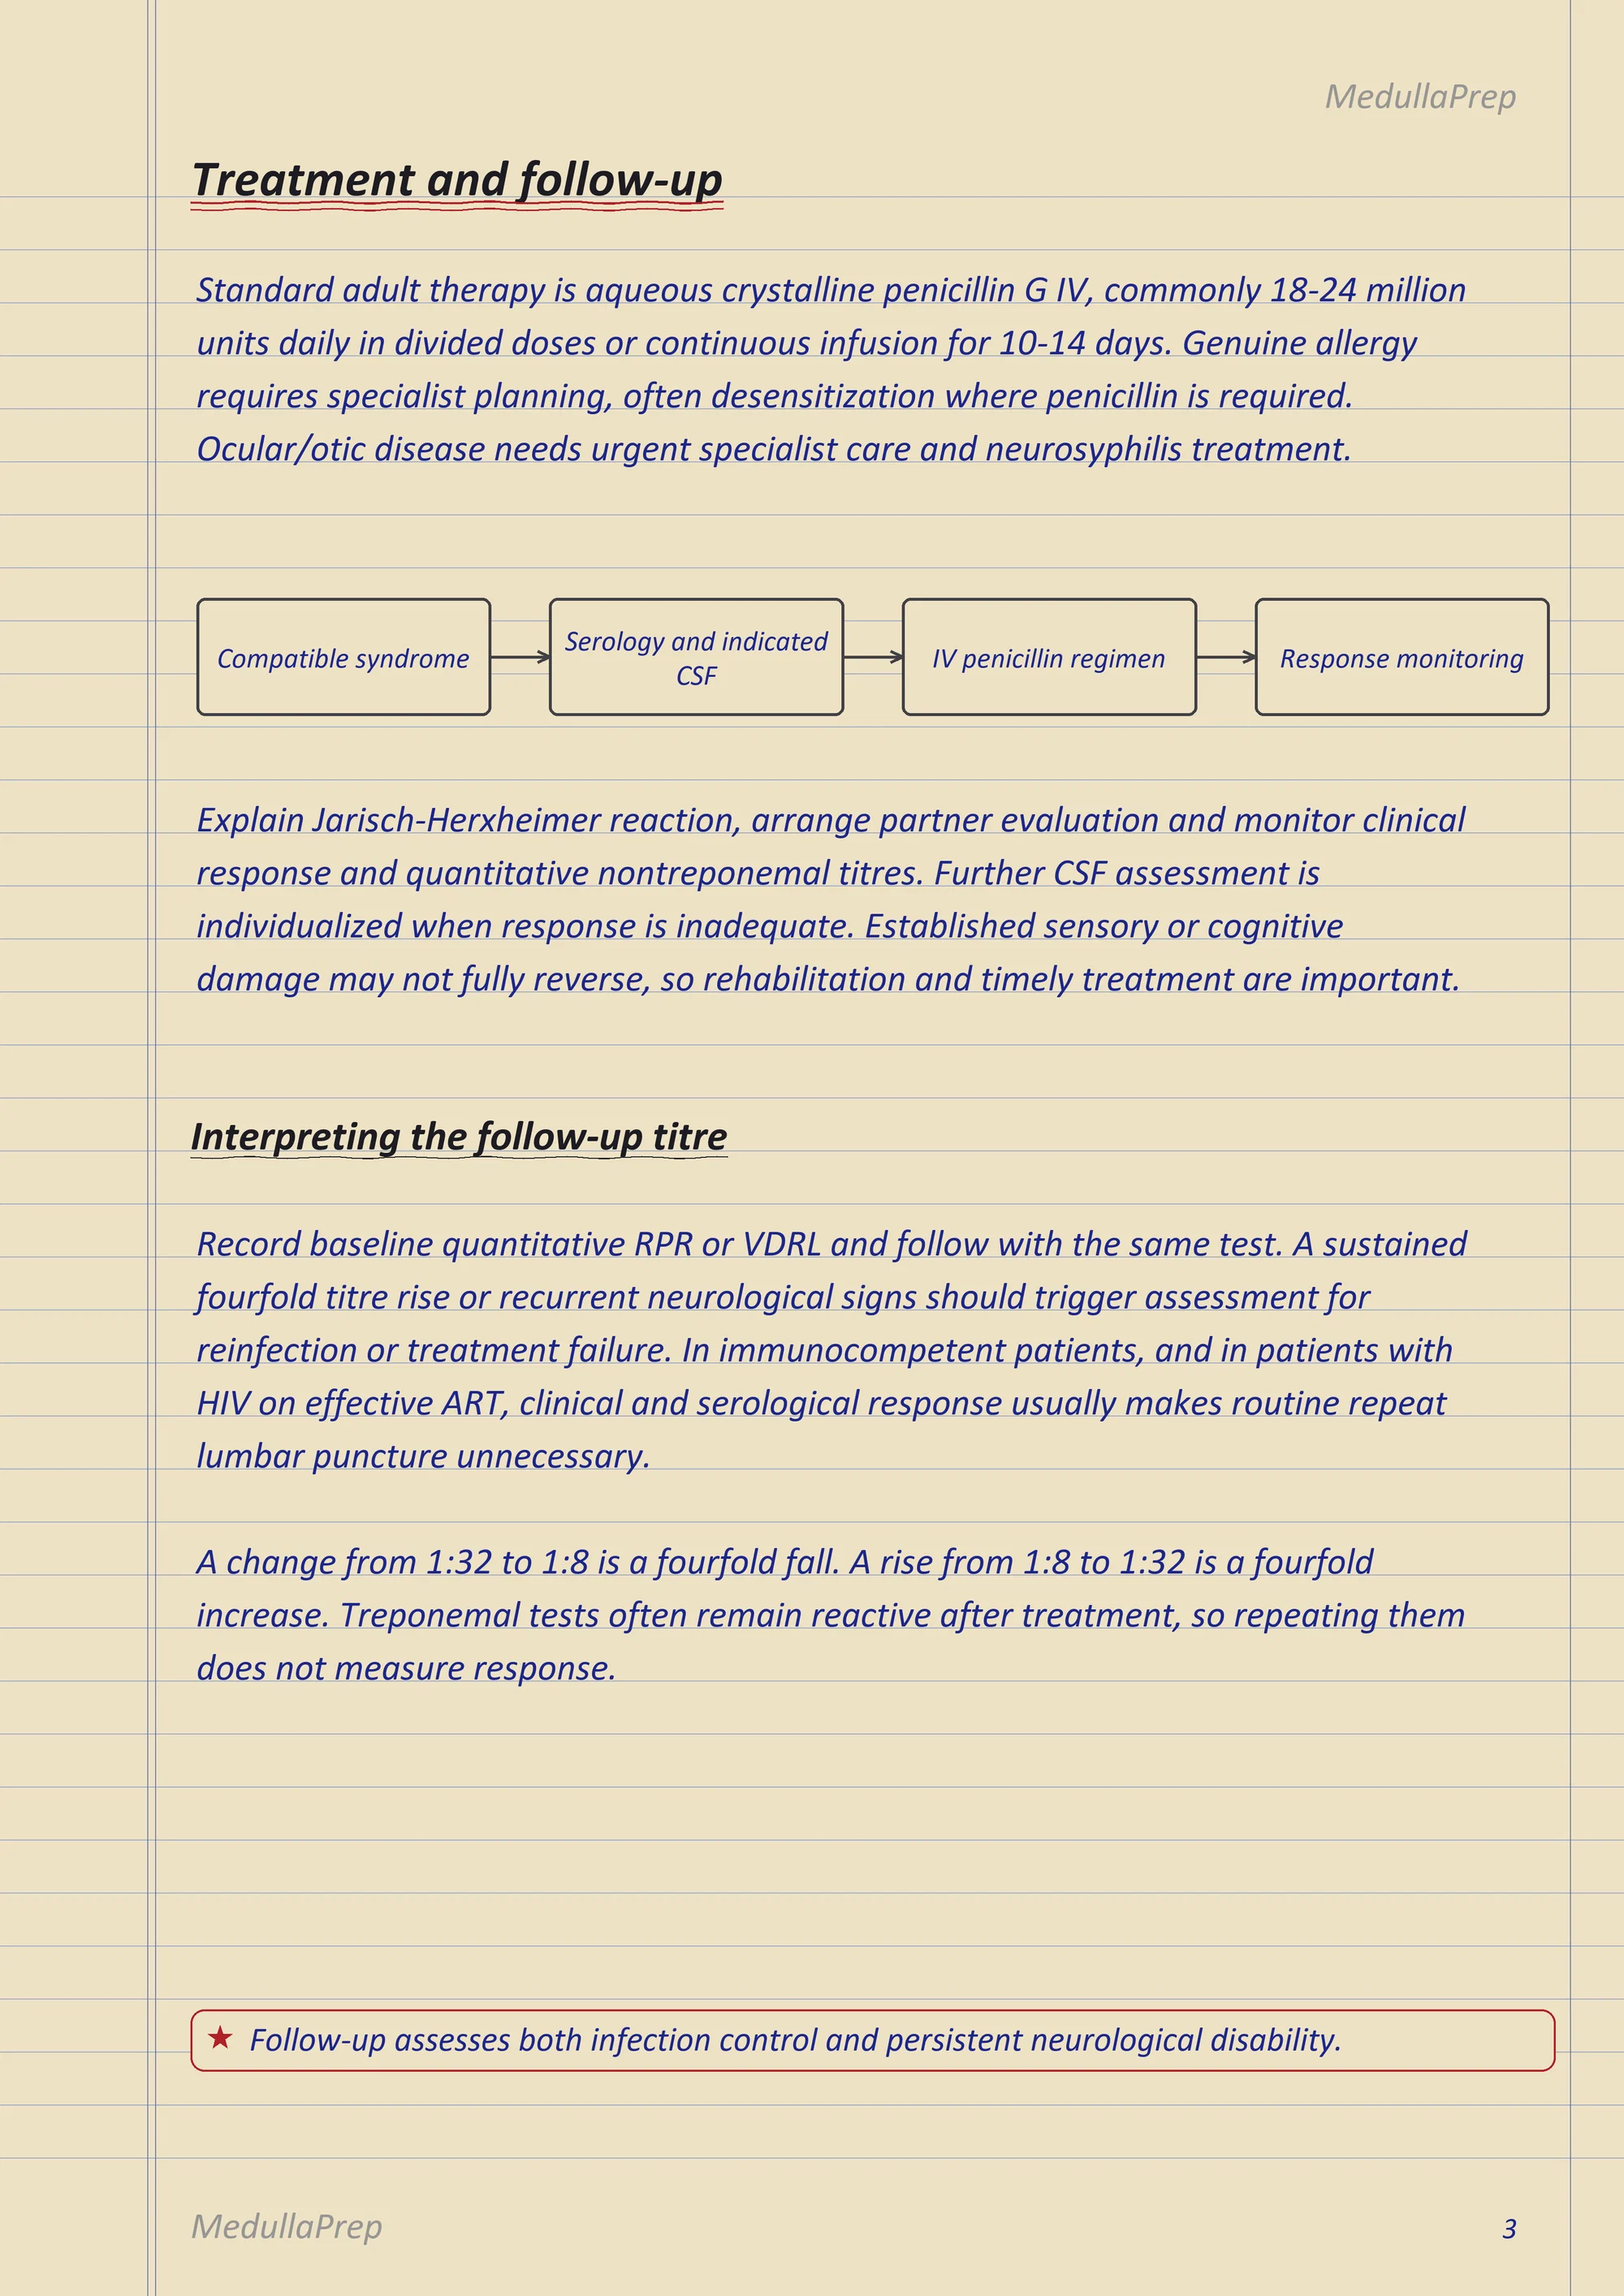 MedullaPrep
Treatment and follow-up
Standard adult therapy is aqueous crystalline penicillin G IV, commonly 18-24 million
units daily in divided doses or continuous infusion for 10-14 days. Genuine allergy
requires specialist planning, often desensitization where penicillin is required.
Ocular/otic disease needs urgent specialist care and neurosyphilis treatment.
Compatible syndrome
Serology and indicated
CSF
IV penicillin regimen
Response monitoring
Explain Jarisch-Herxheimer reaction, arrange partner evaluation and monitor clinical
response and quantitative nontreponemal titres. Further CSF assessment is
individualized when response is inadequate. Established sensory or cognitive
damage may not fully reverse, so rehabilitation and timely treatment are important.
Interpreting the follow-up titre
Record baseline quantitative RPR or VDRL and follow with the same test. A sustained
fourfold titre rise or recurrent neurological signs should trigger assessment for
reinfection or treatment failure. In immunocompetent patients, and in patients with
HIV on effective ART, clinical and serological response usually makes routine repeat
lumbar puncture unnecessary.
A change from 1:32 to 1:8 is a fourfold fall. A rise from 1:8 to 1:32 is a fourfold
increase. Treponemal tests often remain reactive after treatment, so repeating them
does not measure response.
★ Follow-up assesses both infection control and persistent neurological disability.
MedullaPrep
3